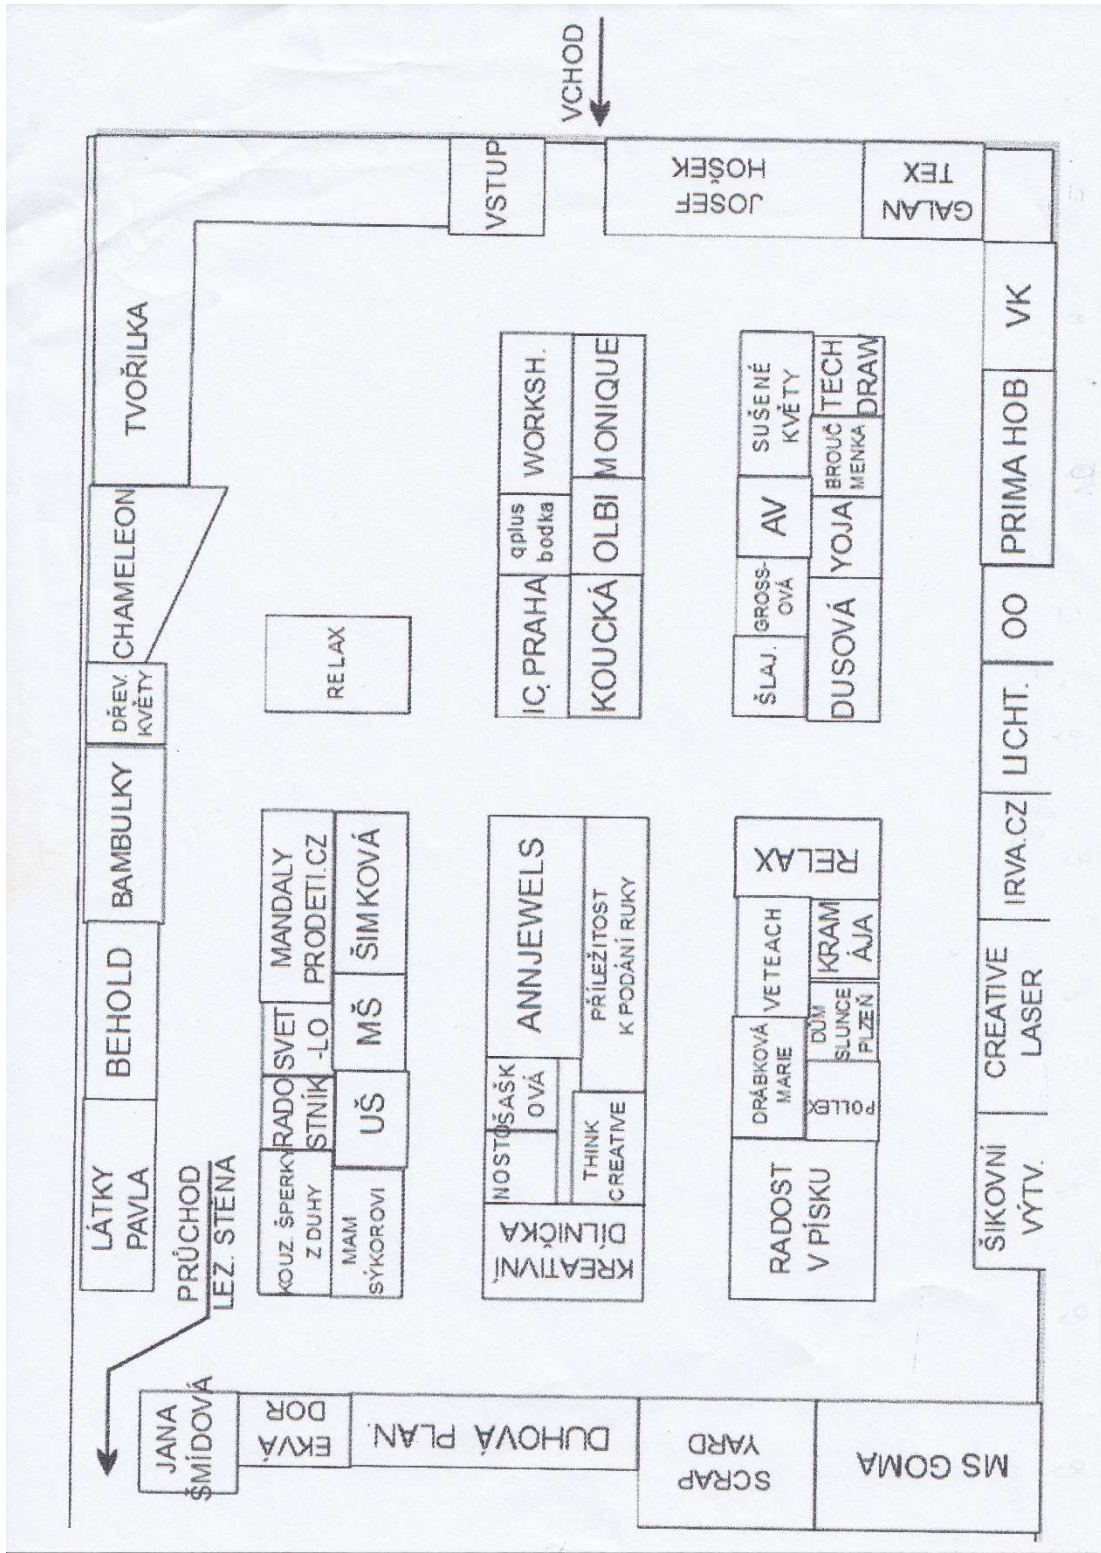 VCHOD
TVOŘILKA
VSTUP
JOSEF
HOŠEK
GALAN
TEX
CHAMELEON
DŘEV.
KVĚTY
BAMBULKY
BEHOLD
LÁTKY
PAVLA
PRŮCHOD
LEZ. STĚNA
RELAX
WORKSH.
MONIQUE
qplus
bodka
OLBI
IC, PRAHA
KOUCKÁ
SUŠENÉ
KVĚTY
TECH
DRAW
AV
BROUČ
MENKA
GROSS-
OVÁ
YOJA
ŠLAJ.
DUSOVÁ
VK
PRIMA HOB
OO
LICHT.
IRVA.CZ
CREATIVE
LASER
ŠIKOVNÍ
VÝTV.
MANDALY
PRODETI.CZ
ŠIMKOVÁ
SVET
-LO
MŠ
RADO
STNÍK
UŠ
KOUZ. ŠPERKY
Z DUHY
MAM
SÝKOROVI
ANNJEWELS
PŘÍLEŽITOST
K PODÁNÍ RUKY
ŠAŠK
OVÁ
NOSTO
THINK
CREATIVE
KREATIVNÍ
DÍLNIČKA
RELAX
VETEACH
KRAM
ÁJA
DRÁBKOVÁ
MARIE
DŮM
SLUNCE
PLZEŇ
POLLEX
RADOST
V PÍSKU
JANA
ŠMÍDOVÁ
EKVÁ
DOR
DUHOVÁ PLAN.
SCRAP
YARD
MS GOMA